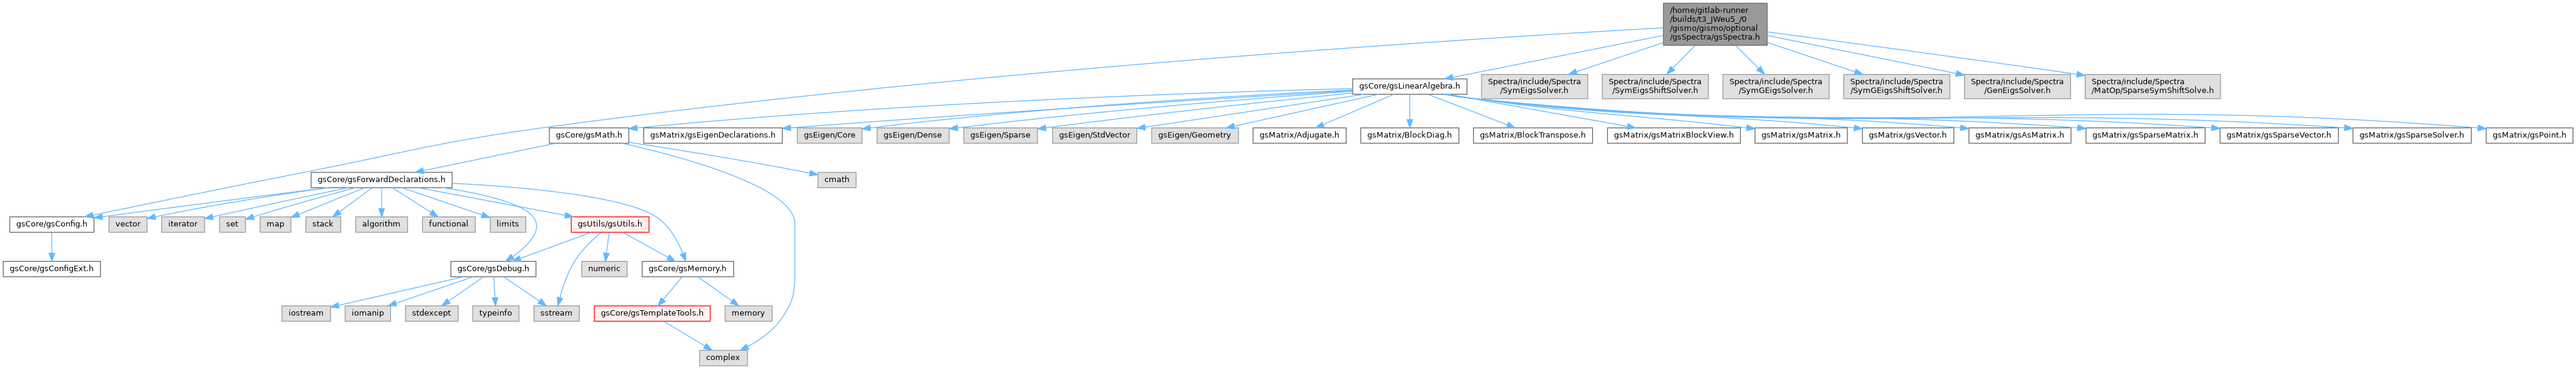 /home/gitlab-runner
/builds/t3_JWeu5_/0
/gismo/gismo/optional
/gsSpectra/gsSpectra.h
gsCore/gsLinearAlgebra.h
Spectra/include/Spectra
/SymEigsSolver.h
Spectra/include/Spectra
/SymEigsShiftSolver.h
Spectra/include/Spectra
/SymGEigsSolver.h
Spectra/include/Spectra
/SymGEigsShiftSolver.h
Spectra/include/Spectra
/GenEigsSolver.h
Spectra/include/Spectra
/MatOp/SparseSymShiftSolve.h
gsCore/gsMath.h
gsMatrix/gsEigenDeclarations.h
gsEigen/Core
gsEigen/Dense
gsEigen/Sparse
gsEigen/StdVector
gsEigen/Geometry
gsMatrix/Adjugate.h
gsMatrix/BlockDiag.h
gsMatrix/BlockTranspose.h
gsMatrix/gsMatrixBlockView.h
gsMatrix/gsMatrix.h
gsMatrix/gsVector.h
gsMatrix/gsAsMatrix.h
gsMatrix/gsSparseMatrix.h
gsMatrix/gsSparseVector.h
gsMatrix/gsSparseSolver.h
gsMatrix/gsPoint.h
gsCore/gsForwardDeclarations.h
cmath
gsCore/gsConfig.h
vector
iterator
set
map
stack
algorithm
functional
limits
gsUtils/gsUtils.h
gsCore/gsConfigExt.h
gsCore/gsDebug.h
numeric
gsCore/gsMemory.h
iostream
iomanip
stdexcept
typeinfo
sstream
gsCore/gsTemplateTools.h
memory
complex